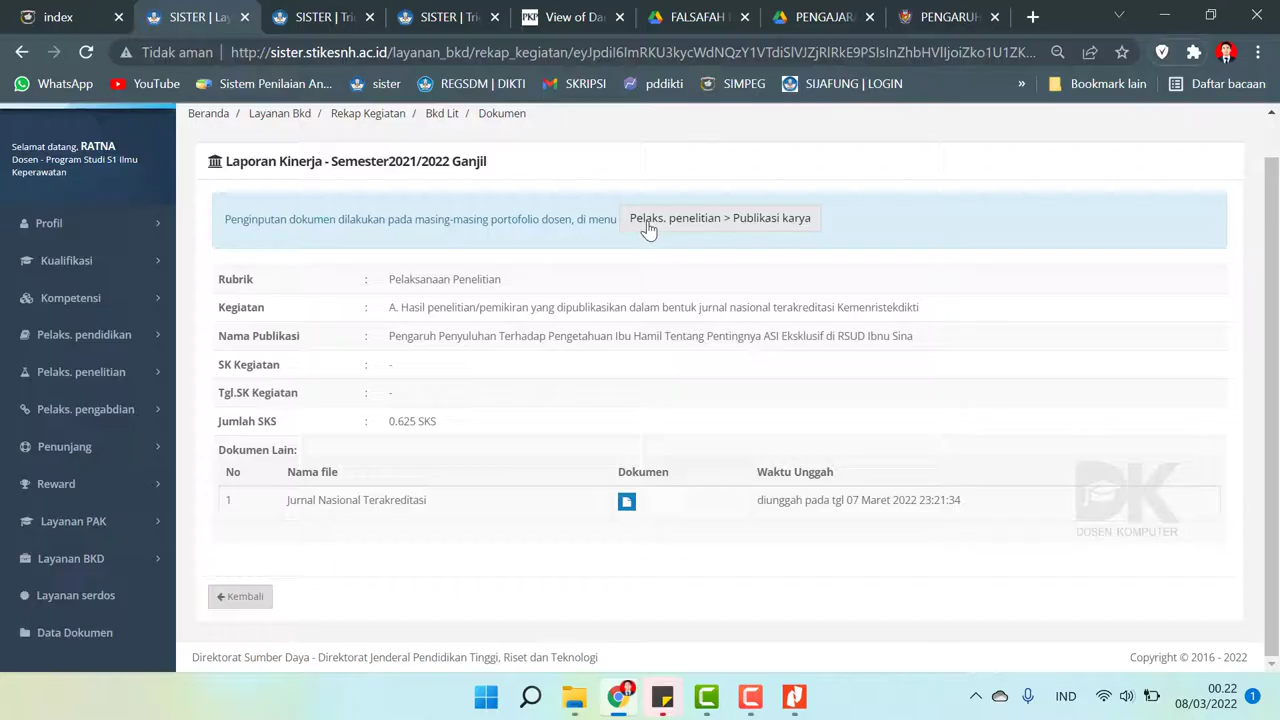 index
SISTER | Lay
SISTER | Tric
SISTER | Tri
PKP View of Da
FALSAFAH
PENGAJAR
PENGARUH
Tidak aman | http://sister.stikesnh.ac.id/layanan_bkd/rekap_kegiatan/eyJpdiI6ImRKU3kycWdNQzY1VTdiSlVJZjRlRkE9PSIsInZhbHVlIjoiZko1U1ZK...
WhatsApp YouTube Sistem Penilaian An... sister REGSDM | DIKTI SKRIPSI pddikti SIMPEG SIJAFUNG | LOGIN » Bookmark lain Daftar bacaan
Beranda / Layanan Bkd / Rekap Kegiatan / Bkd Lit / Dokumen
Selamat datang, RATNA
Dosen - Program Studi S1 Ilmu
Keperawatan
Profil
Kualifikasi
Kompetensi
Pelaks. pendidikan
Pelaks. penelitian
Pelaks. pengabdian
Penunjang
Reward
Layanan PAK
Layanan BKD
Layanan serdos
Data Dokumen
Laporan Kinerja - Semester2021/2022 Ganjil
Penginputan dokumen dilakukan pada masing-masing portofolio dosen, di menu Pelaks. penelitian > Publikasi karya
Rubrik : Pelaksanaan Penelitian
Kegiatan : A. Hasil penelitian/pemikiran yang dipublikasikan dalam bentuk jurnal nasional terakreditasi Kemenristekdikti
Nama Publikasi : Pengaruh Penyuluhan Terhadap Pengetahuan Ibu Hamil Tentang Pentingnya ASI Eksklusif di RSUD Ibnu Sina
SK Kegiatan : -
Tgl.SK Kegiatan : -
Jumlah SKS : 0.625 SKS
Dokumen Lain:
No Nama file Dokumen Waktu Unggah
1 Jurnal Nasional Terakreditasi diunggah pada tgl 07 Maret 2022 23:21:34
DK
DOSEN KOMPUTER
Kembali
Direktorat Sumber Daya - Direktorat Jenderal Pendidikan Tinggi, Riset dan Teknologi Copyright © 2016 - 2022
IND
00.22
08/03/2022
1